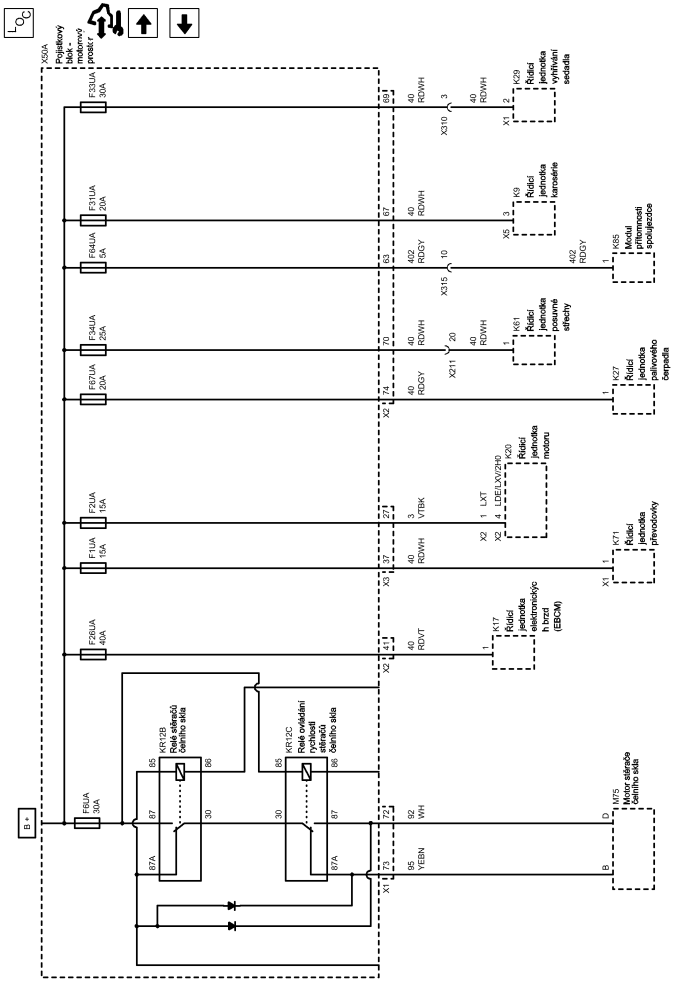 LOC
X50A
Pojistkový
blok -
motorový
prostor
B +
F33UA
30A
69
40
RDWH
3
X310
40
RDWH
2
X1
K29
Řídicí
jednotka
vyhřívání
sedadla
F31UA
20A
67
40
RDWH
3
X5
K9
Řídicí
jednotka
karosérie
F64UA
5A
63
402
RDGY
10
X315
402
RDGY
1
K85
Modul
přítomnosti
spolujezdce
F34UA
25A
70
40
RDWH
20
X211
40
RDWH
1
K61
Řídicí
jednotka
posuvné
střechy
F67UA
20A
74
X2
40
RDGY
1
K27
Řídicí
jednotka
palivového
čerpadla
F2UA
15A
27
3
VTBK
X2 1 LXT
X2 4 LDE/LXV/2H0
K20
Řídicí
jednotka
motoru
F1UA
15A
37
X3
40
RDWH
1
X1
K71
Řídicí
jednotka
převodovky
F26UA
40A
41
X2
40
RDVT
1
K17
Řídicí
jednotka
elektronickýc
h brzd
(EBCM)
F6UA
30A
KR12B
Relé stěračů
čelního skla
85
86
87
30
87A
KR12C
Relé ovládání
rychlosti
stěračů
čelního skla
85
86
30
87
87A
72
92
WH
D
73
X1
95
YEBN
B
M75
Motor stěrače
čelního skla